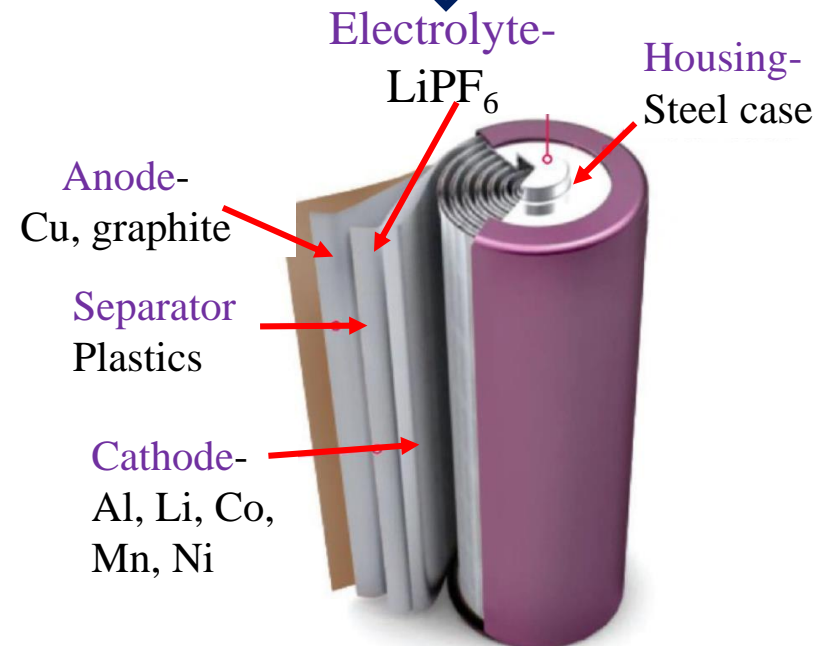 Electrolyte-
LiPF₆
Housing-
Steel case
Anode-
Cu, graphite
Separator
Plastics
Cathode-
Al, Li, Co,
Mn, Ni